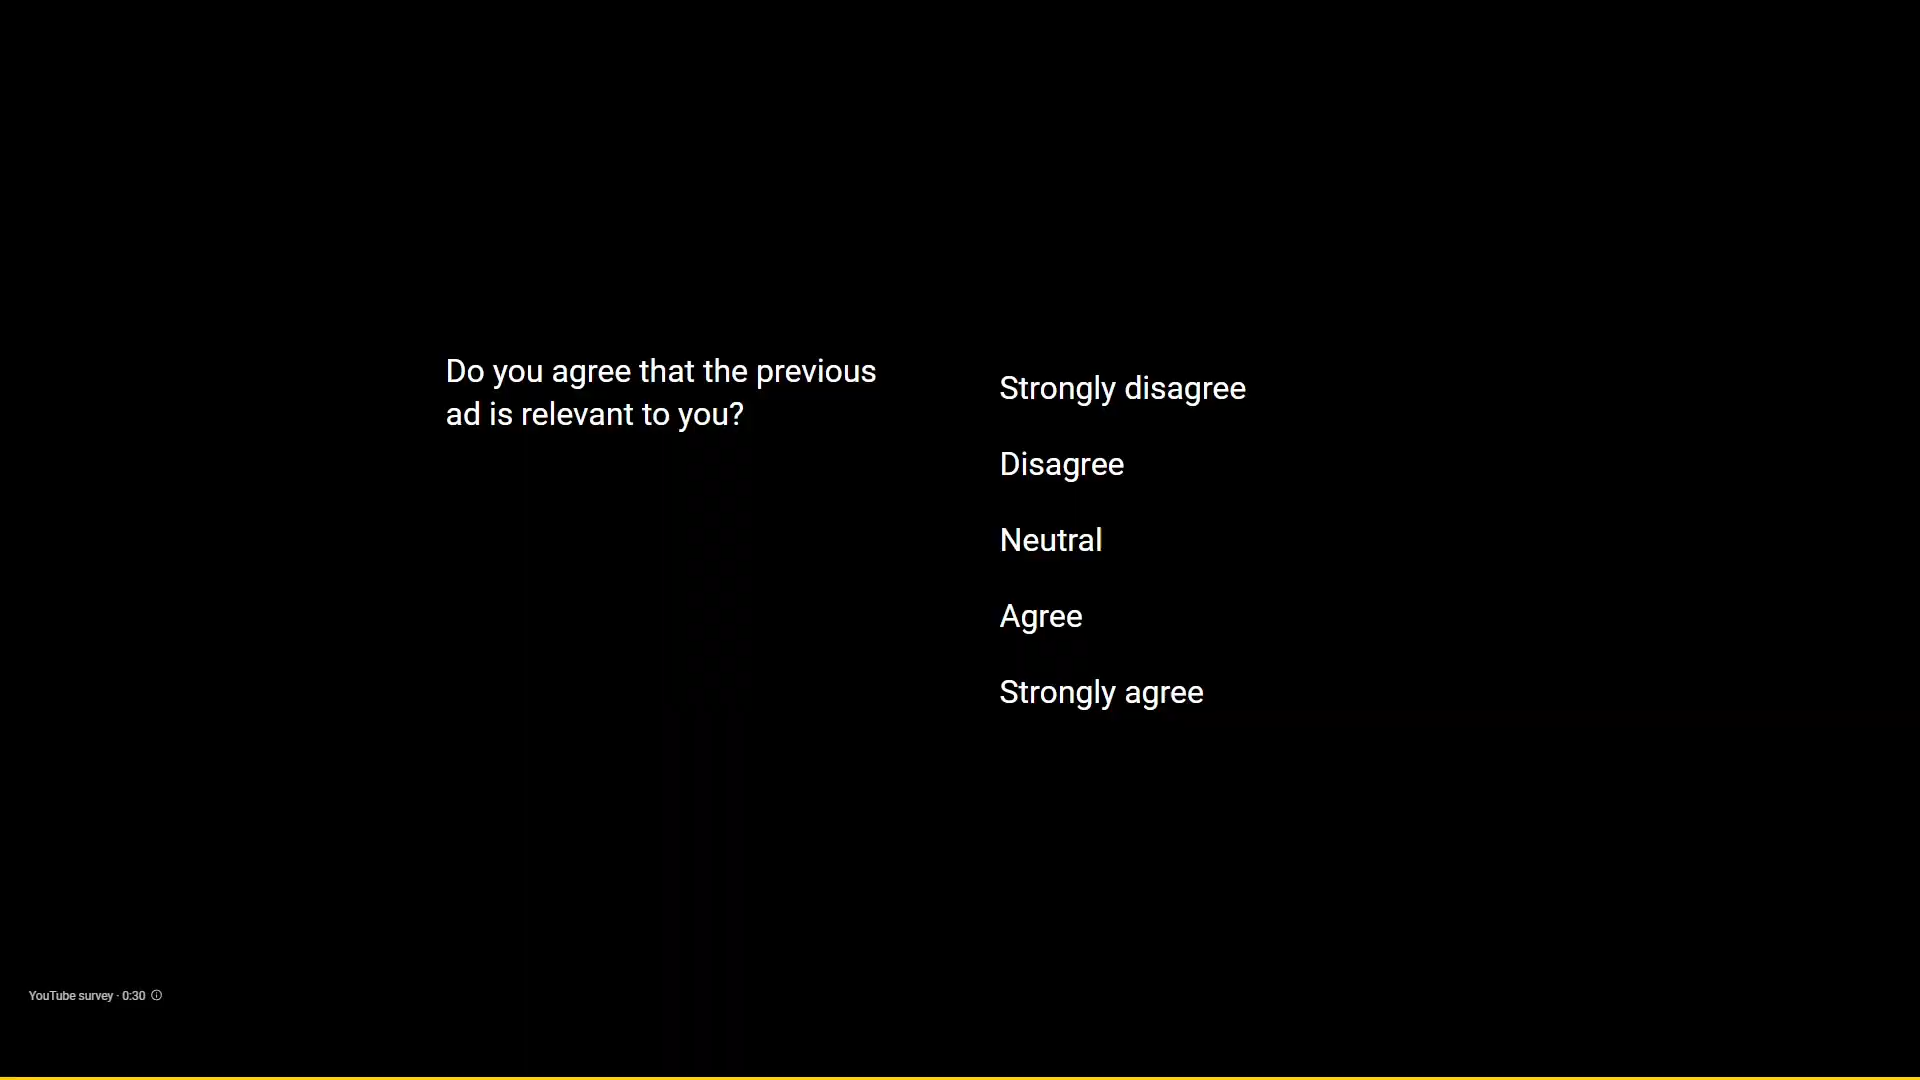 Do you agree that the previous
ad is relevant to you?
Strongly disagree
Disagree
Neutral
Agree
Strongly agree
YouTube survey · 0:30